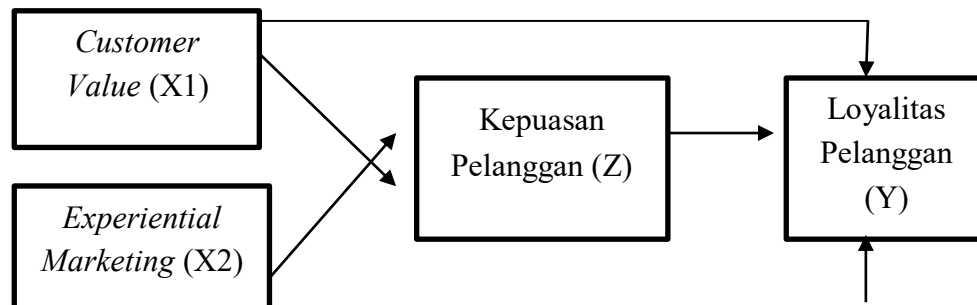 Customer
Value (X1)
Kepuasan
Pelanggan (Z)
Loyalitas
Pelanggan
(Y)
Experiential
Marketing (X2)